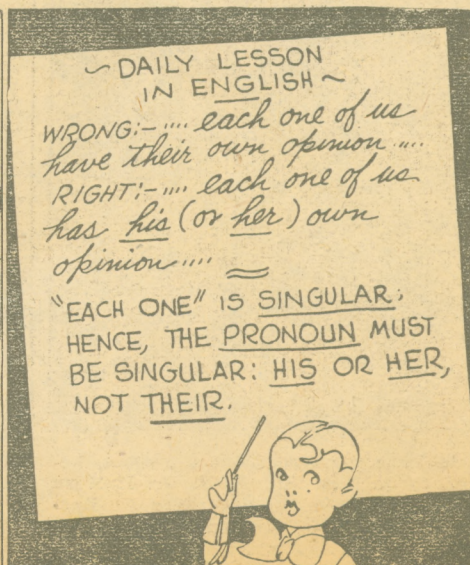 ~ DAILY LESSON
IN ENGLISH ~
WRONG:- .... each one of us
have their own opinion ....
RIGHT:- .... each one of us
has his (or her) own
opinion ....
"EACH ONE" IS SINGULAR;
HENCE, THE PRONOUN MUST
BE SINGULAR: HIS OR HER,
NOT THEIR.